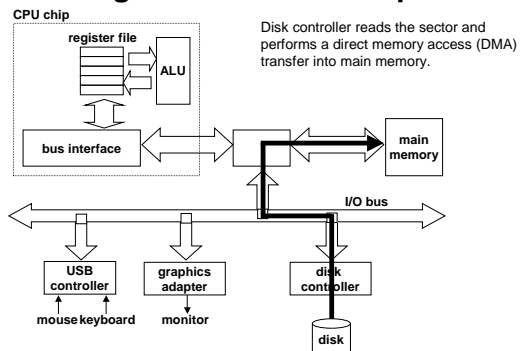 CPU chip
register file
ALU
Disk controller reads the sector and
performs a direct memory access (DMA)
transfer into main memory.
bus interface
main
memory
I/O bus
USB
controller
graphics
adapter
disk
controller
mouse keyboard
monitor
disk